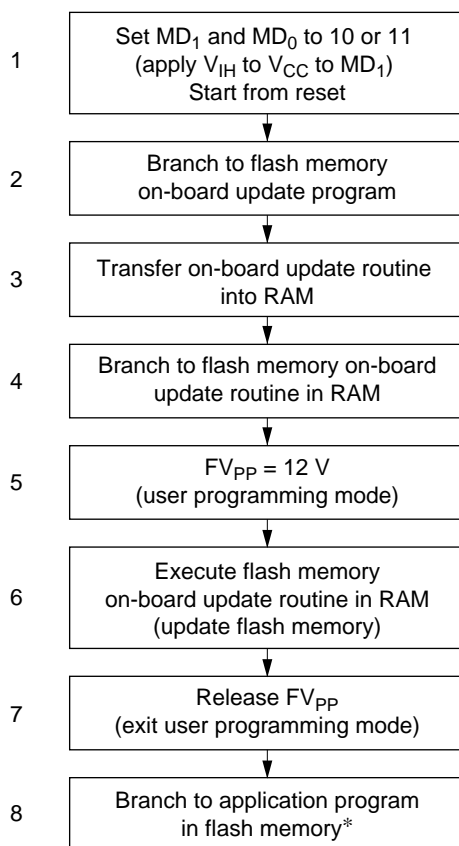 1
Set MD₁ and MD₀ to 10 or 11
(apply V_IH to V_CC to MD₁)
Start from reset
2
Branch to flash memory
on-board update program
3
Transfer on-board update routine
into RAM
4
Branch to flash memory on-board
update routine in RAM
5
FV_PP = 12 V
(user programming mode)
6
Execute flash memory
on-board update routine in RAM
(update flash memory)
7
Release FV_PP
(exit user programming mode)
8
Branch to application program
in flash memory*